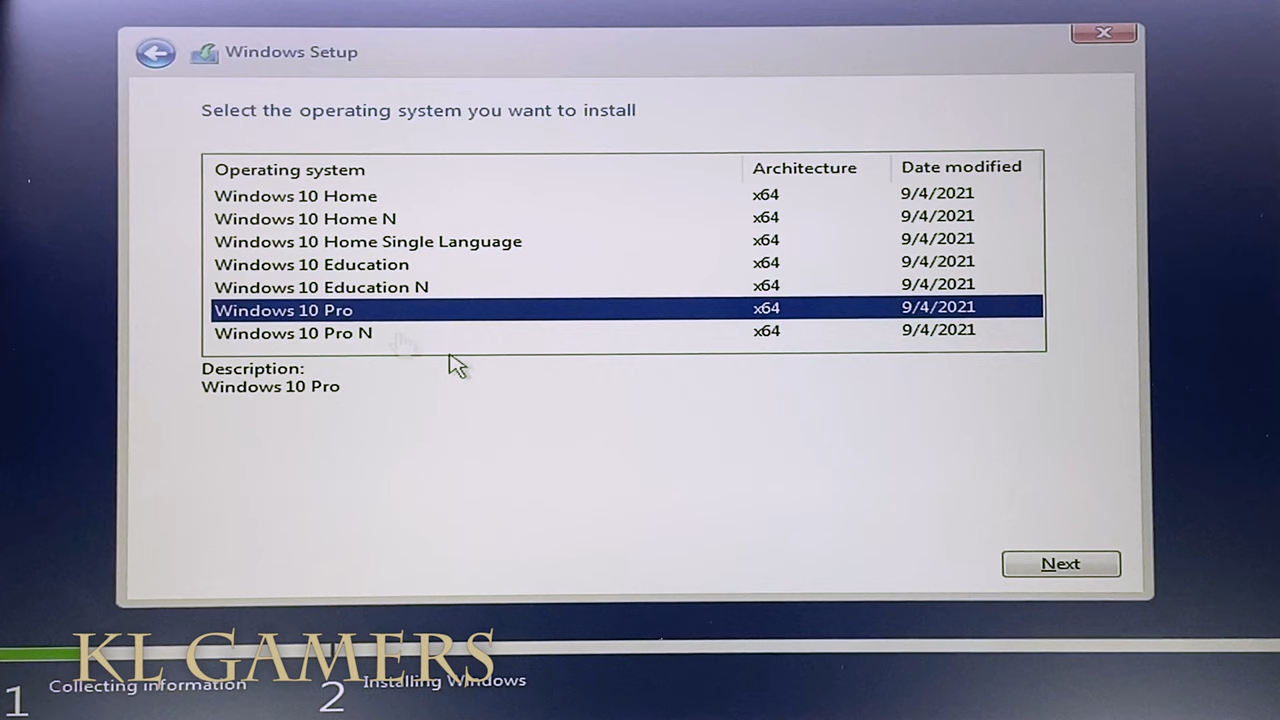 Windows Setup
Select the operating system you want to install
Operating system Architecture Date modified
Windows 10 Home x64 9/4/2021
Windows 10 Home N x64 9/4/2021
Windows 10 Home Single Language x64 9/4/2021
Windows 10 Education x64 9/4/2021
Windows 10 Education N x64 9/4/2021
Windows 10 Pro x64 9/4/2021
Windows 10 Pro N x64 9/4/2021
Description:
Windows 10 Pro
Next
KL GAMERS
1 Collecting information 2 Installing Windows